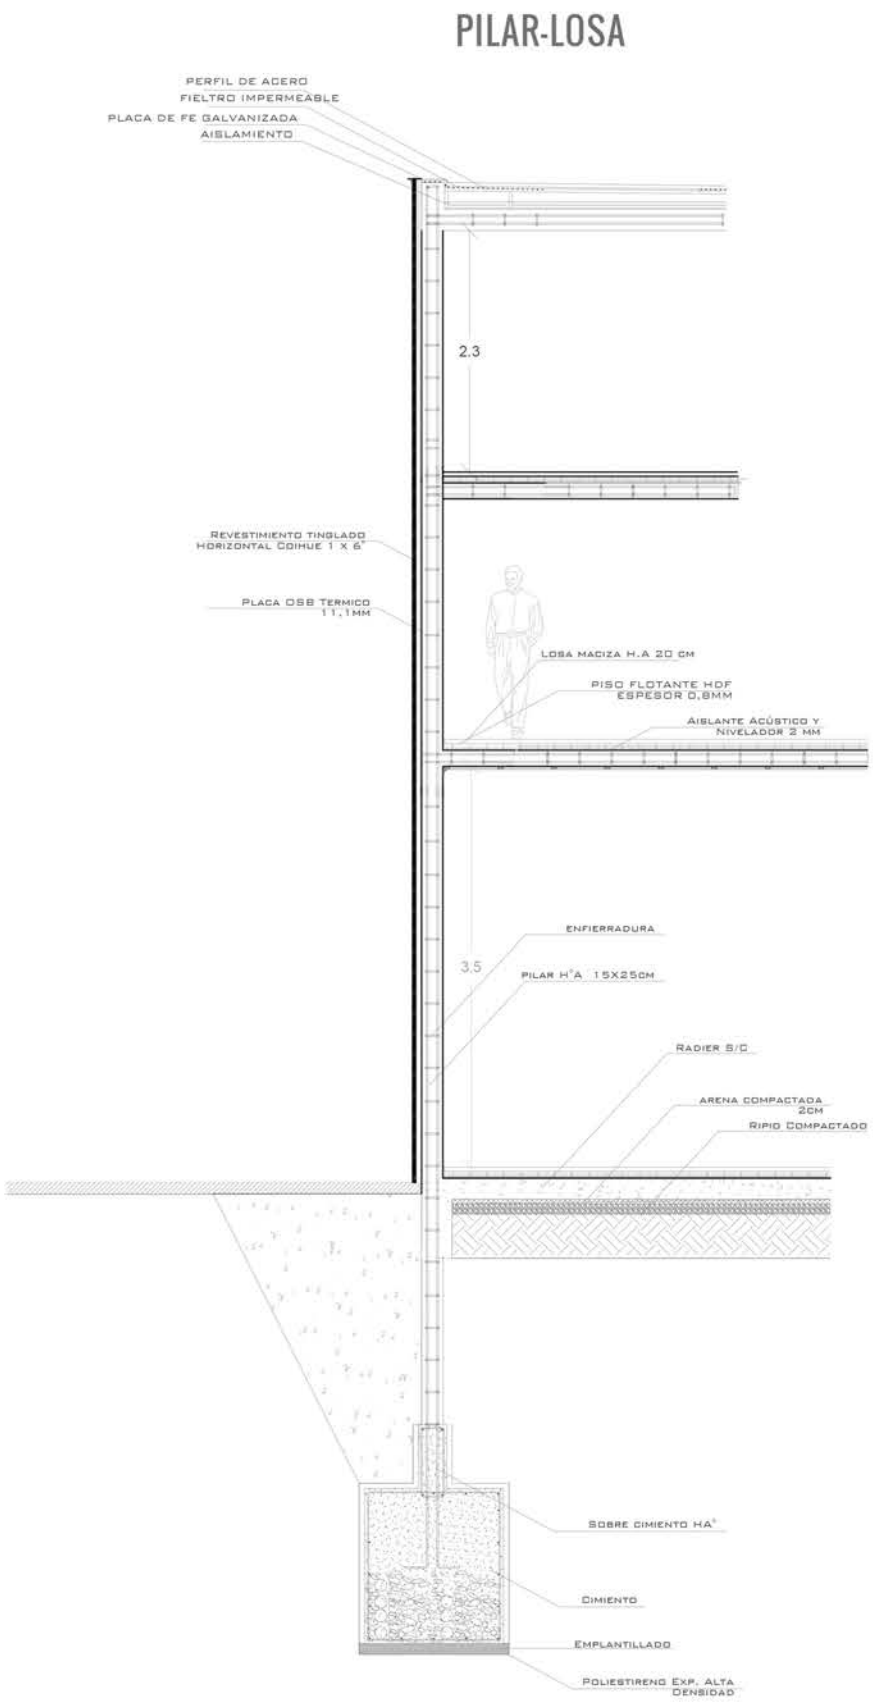 PILAR-LOSA
PERFIL DE ACERO
FIELTRO IMPERMEABLE
PLACA DE FE GALVANIZADA
AISLAMIENTO
2.3
REVESTIMIENTO TINGLADO
HORIZONTAL COIHUE 1 X 6"
PLACA OSB TERMICO
11,1MM
LOSA MACIZA H.A 20 CM
PISO FLOTANTE HDF
ESPESOR 0,8MM
AISLANTE ACÚSTICO Y
NIVELADOR 2 MM
ENFIERRADURA
3.5
PILAR H°A 15X25CM
RADIER S/C
ARENA COMPACTADA
2CM
RIPIO COMPACTADO
SOBRE CIMIENTO HA°
CIMIENTO
EMPLANTILLADO
POLIESTIRENO EXP. ALTA
DENSIDAD